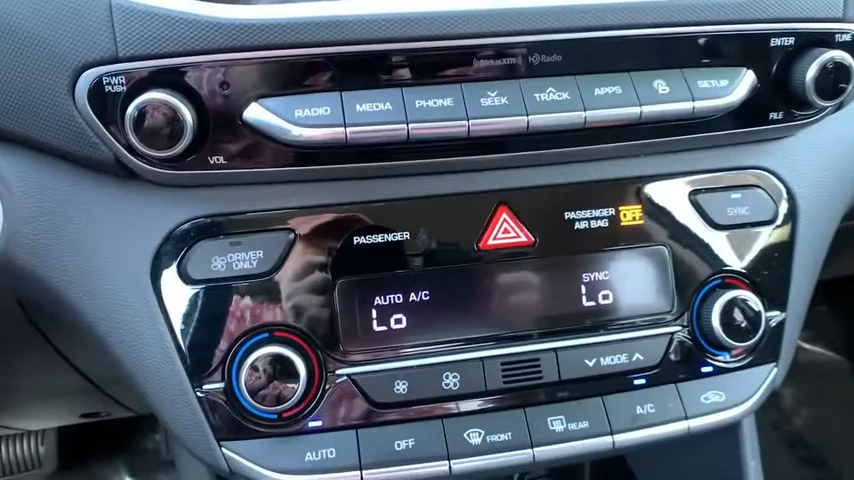 ((SiriusXM)) HD Radio
PWR
PUSH
VOL
RADIO MEDIA PHONE SEEK TRACK APPS SETUP
ENTER
TUNE
FILE
DRIVER
ONLY
PASSENGER
PASSENGER
AIR BAG
OFF
SYNC
AUTO A/C
LO
SYNC
LO
MODE
AUTO OFF FRONT REAR A/C